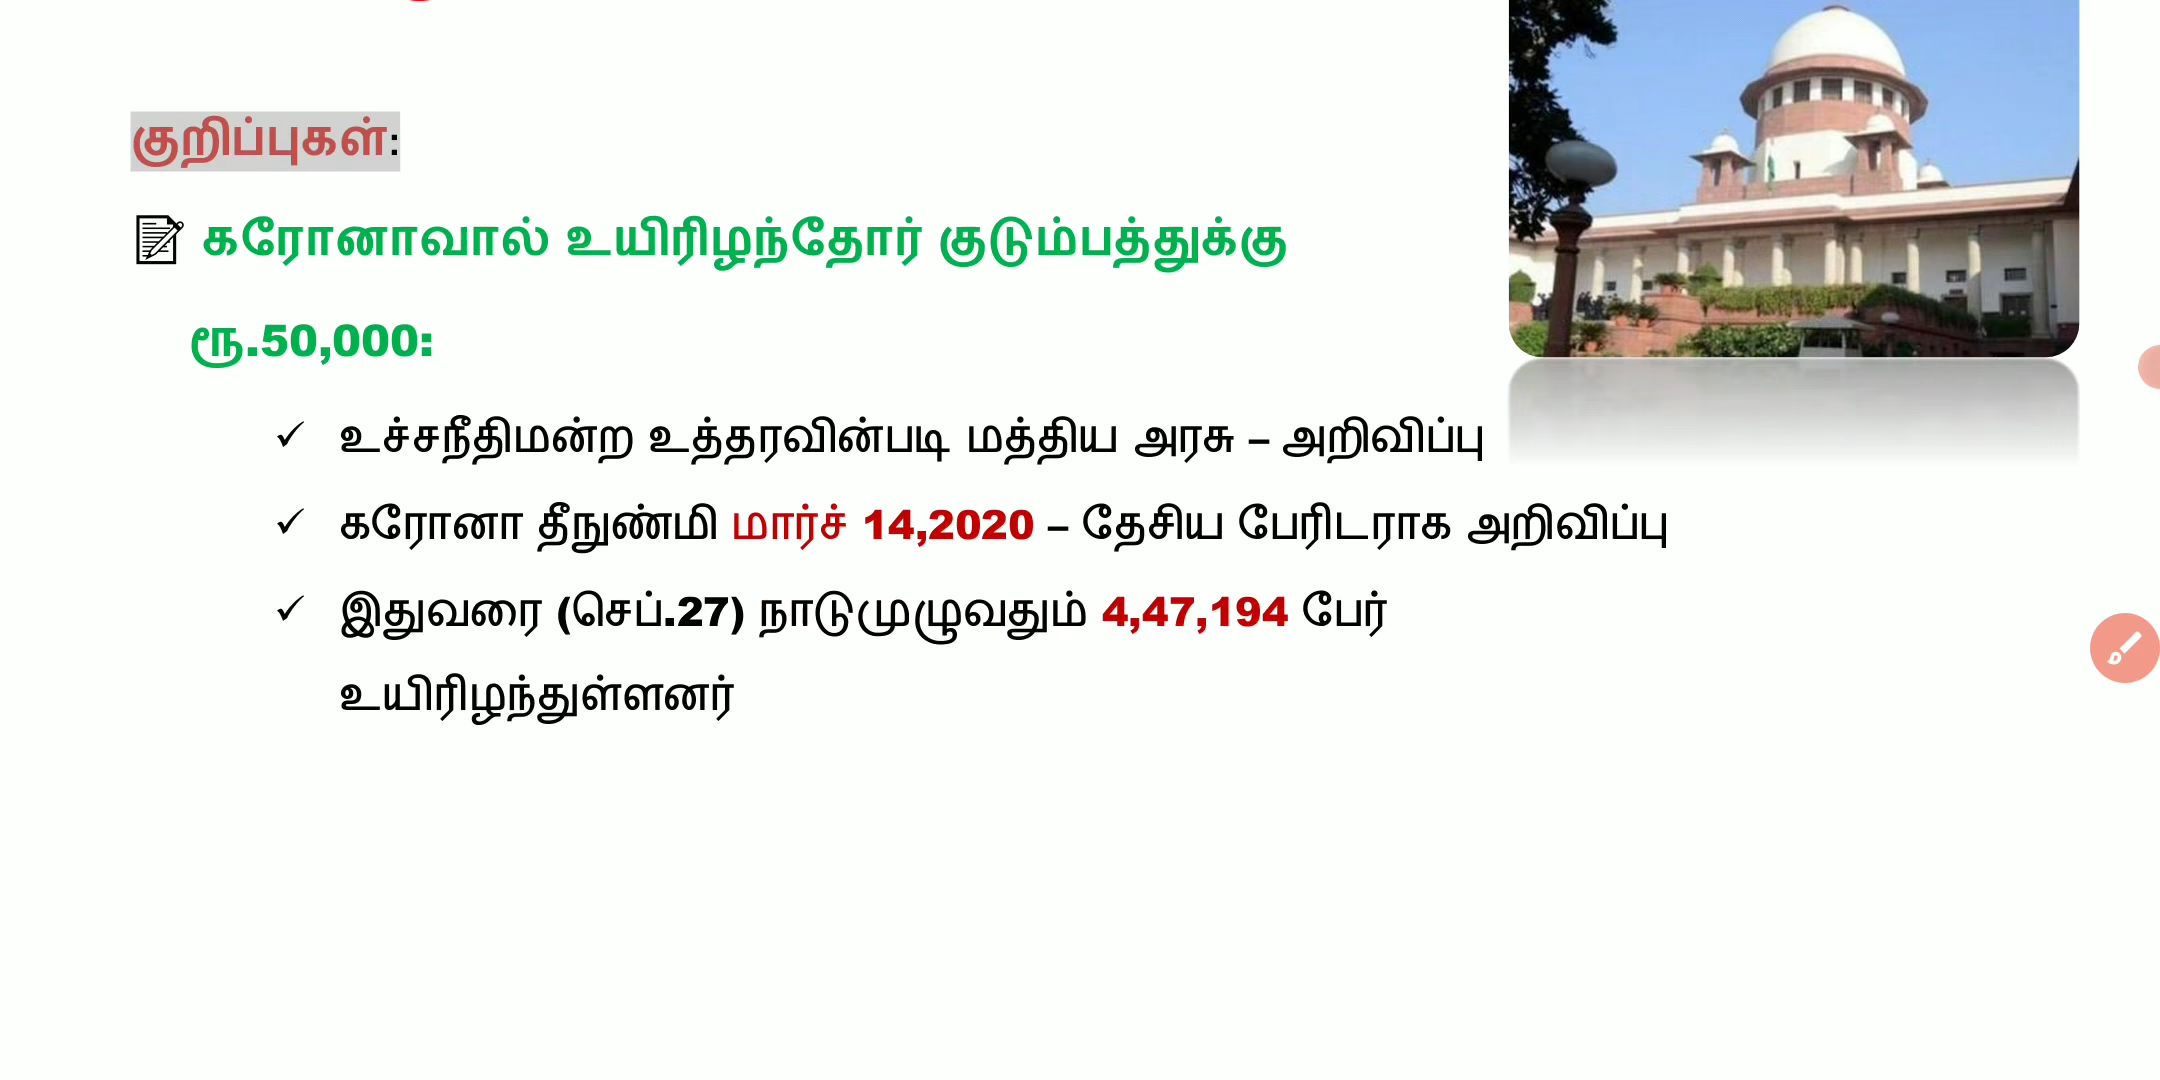 குறிப்புகள்:
கரோனாவால் உயிரிழந்தோர் குடும்பத்துக்கு
ரூ.50,000:
✓ உச்சநீதிமன்ற உத்தரவின்படி மத்திய அரசு – அறிவிப்பு
✓ கரோனா தீநுண்மி மார்ச் 14,2020 – தேசிய பேரிடராக அறிவிப்பு
✓ இதுவரை (செப்.27) நாடுமுழுவதும் 4,47,194 பேர்
உயிரிழந்துள்ளனர்